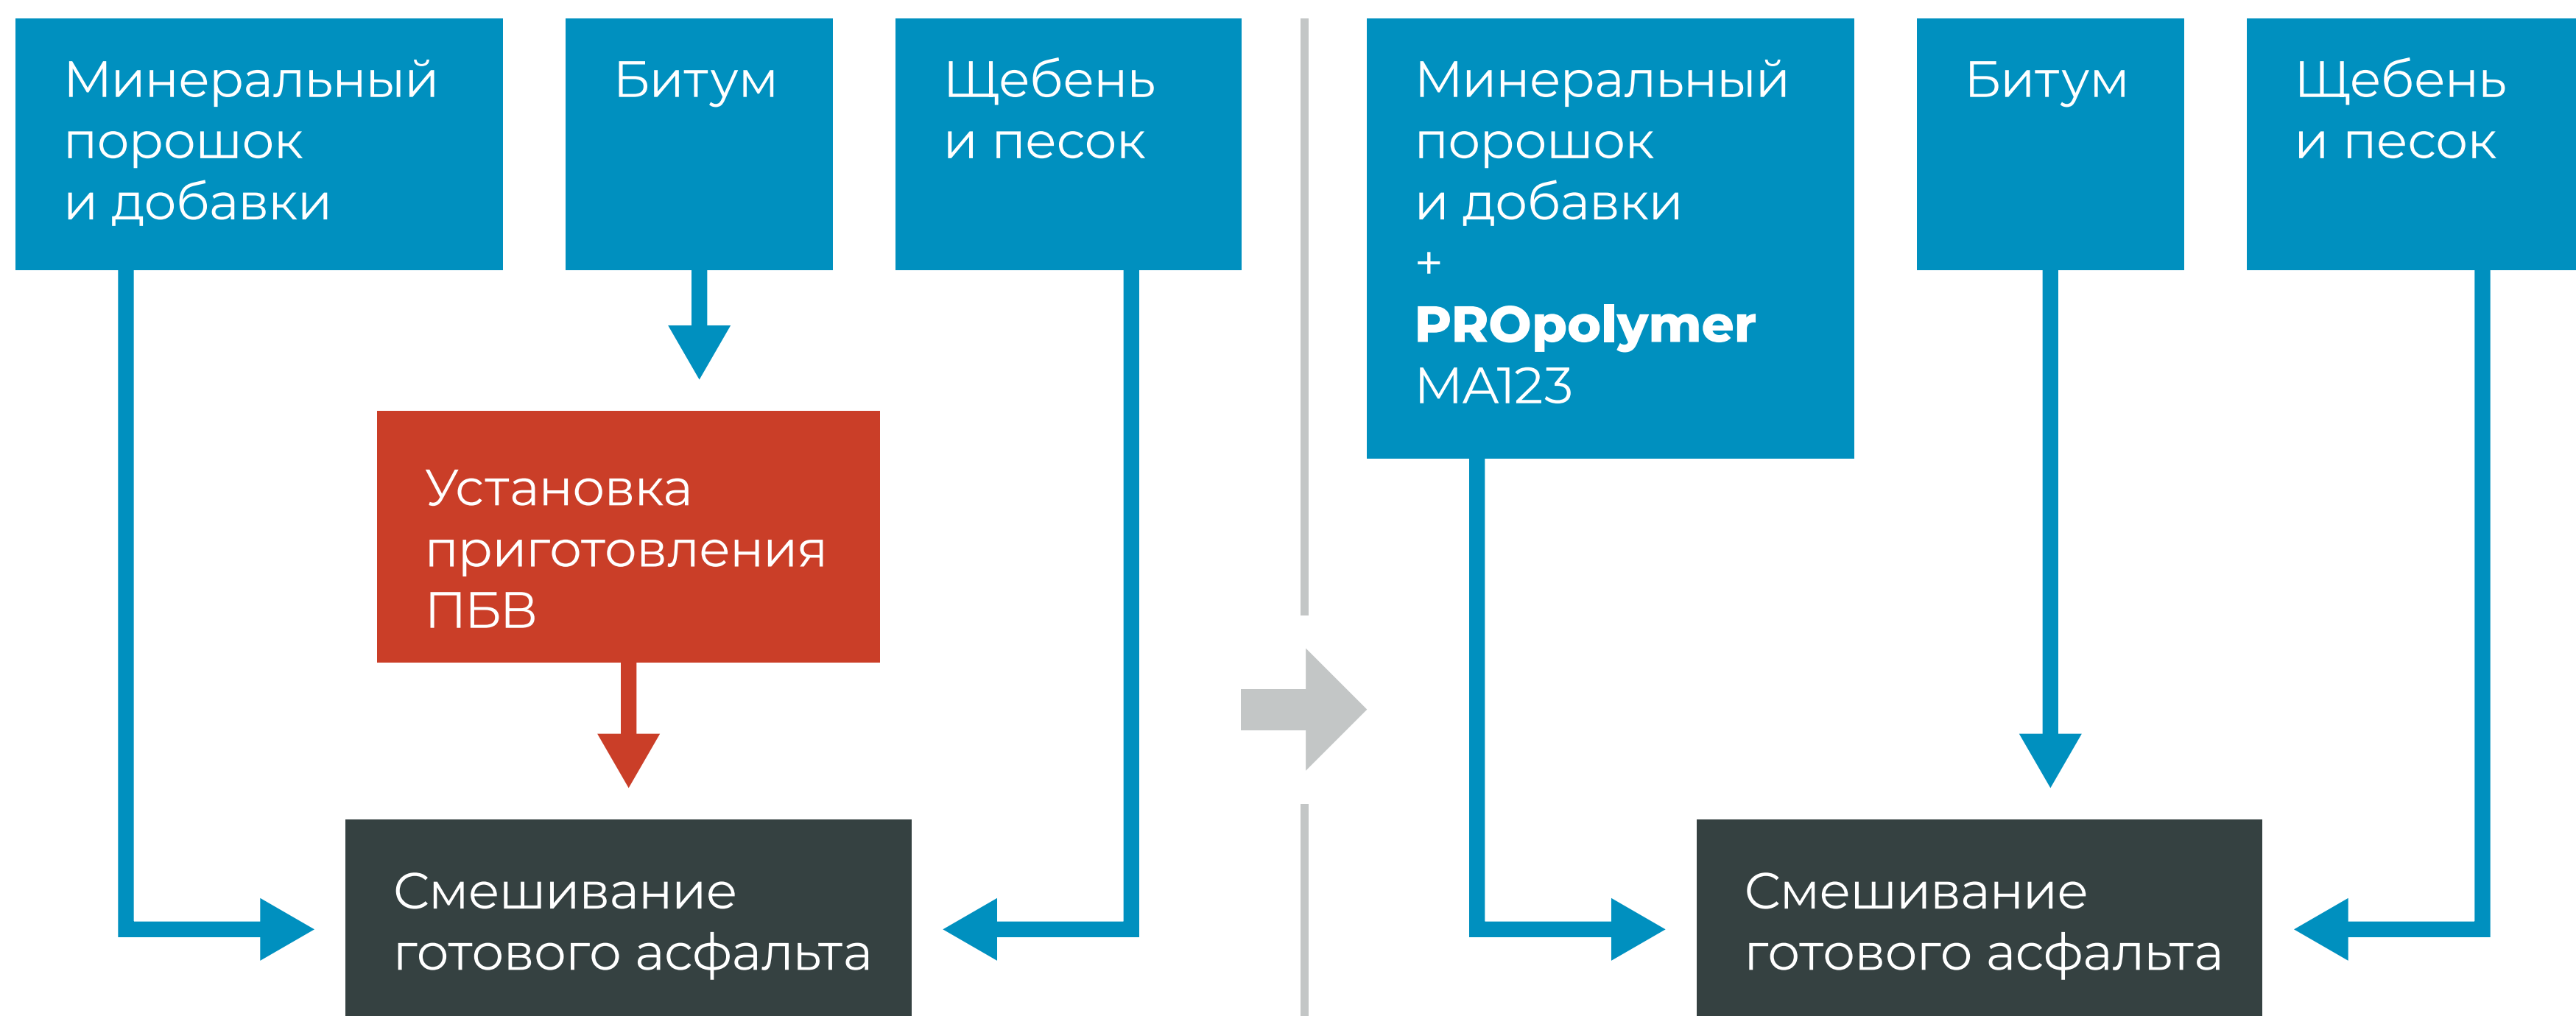 Минеральный
порошок
и добавки
Битум
Щебень
и песок
Установка
приготовления
ПБВ
Смешивание
готового асфальта
Минеральный
порошок
и добавки
+
PROpolymer
МА123
Битум
Щебень
и песок
Смешивание
готового асфальта